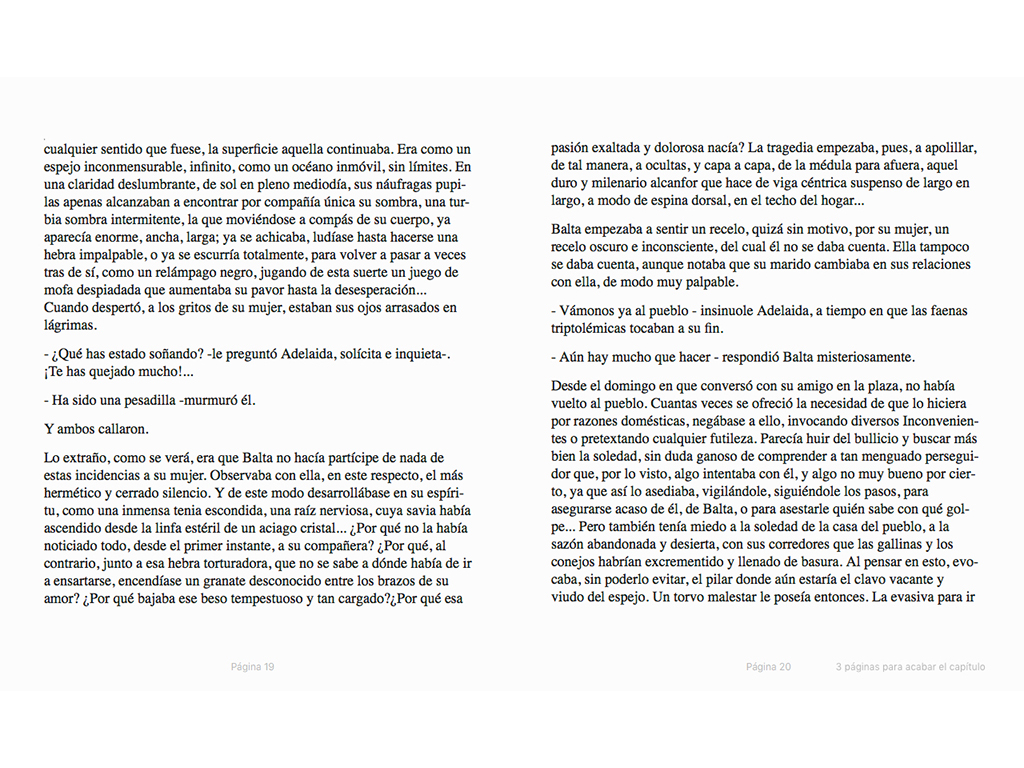 cualquier sentido que fuese, la superficie aquella continuaba. Era como un
espejo inconmensurable, infinito, como un océano inmóvil, sin límites. En
una claridad deslumbrante, de sol en pleno mediodía, sus náufragas pupi-
las apenas alcanzaban a encontrar por compañía única su sombra, una tur-
bia sombra intermitente, la que moviéndose a compás de su cuerpo, ya
aparecía enorme, ancha, larga; ya se achicaba, ludíase hasta hacerse una
hebra impalpable, o ya se escurría totalmente, para volver a pasar a veces
tras de sí, como un relámpago negro, jugando de esta suerte un juego de
mofa despiadada que aumentaba su pavor hasta la desesperación...
Cuando despertó, a los gritos de su mujer, estaban sus ojos arrasados en
lágrimas.
- ¿Qué has estado soñando? -le preguntó Adelaida, solícita e inquieta-.
¡Te has quejado mucho!...
- Ha sido una pesadilla -murmuró él.
Y ambos callaron.
Lo extraño, como se verá, era que Balta no hacía partícipe de nada de
estas incidencias a su mujer. Observaba con ella, en este respecto, el más
hermético y cerrado silencio. Y de este modo desarrollábase en su espíri-
tu, como una inmensa tenia escondida, una raíz nerviosa, cuya savia había
ascendido desde la linfa estéril de un aciago cristal... ¿Por qué no la había
noticiado todo, desde el primer instante, a su compañera? ¿Por qué, al
contrario, junto a esa hebra torturadora, que no se sabe a dónde había de ir
a ensartarse, encendíase un granate desconocido entre los brazos de su
amor? ¿Por qué bajaba ese beso tempestuoso y tan cargado?¿Por qué esa
Página 19
pasión exaltada y dolorosa nacía? La tragedia empezaba, pues, a apolillar,
de tal manera, a ocultas, y capa a capa, de la médula para afuera, aquel
duro y milenario alcanfor que hace de viga céntrica suspenso de largo en
largo, a modo de espina dorsal, en el techo del hogar...
Balta empezaba a sentir un recelo, quizá sin motivo, por su mujer, un
recelo oscuro e inconsciente, del cual él no se daba cuenta. Ella tampoco
se daba cuenta, aunque notaba que su marido cambiaba en sus relaciones
con ella, de modo muy palpable.
- Vámonos ya al pueblo - insinuole Adelaida, a tiempo en que las faenas
triptolémicas tocaban a su fin.
- Aún hay mucho que hacer - respondió Balta misteriosamente.
Desde el domingo en que conversó con su amigo en la plaza, no había
vuelto al pueblo. Cuantas veces se ofreció la necesidad de que lo hiciera
por razones domésticas, negábase a ello, invocando diversos Inconvenien-
tes o pretextando cualquier futileza. Parecía huir del bullicio y buscar más
bien la soledad, sin duda ganoso de comprender a tan menguado persegui-
dor que, por lo visto, algo intentaba con él, y algo no muy bueno por cier-
to, ya que así lo asediaba, vigilándole, siguiéndole los pasos, para
asegurarse acaso de él, de Balta, o para asestarle quién sabe con qué gol-
pe... Pero también tenía miedo a la soledad de la casa del pueblo, a la
sazón abandonada y desierta, con sus corredores que las gallinas y los
conejos habrían excrementido y llenado de basura. Al pensar en esto, evo-
caba, sin poderlo evitar, el pilar donde aún estaría el clavo vacante y
viudo del espejo. Un torvo malestar le poseía entonces. La evasiva para ir
Página 20
3 páginas para acabar el capítulo